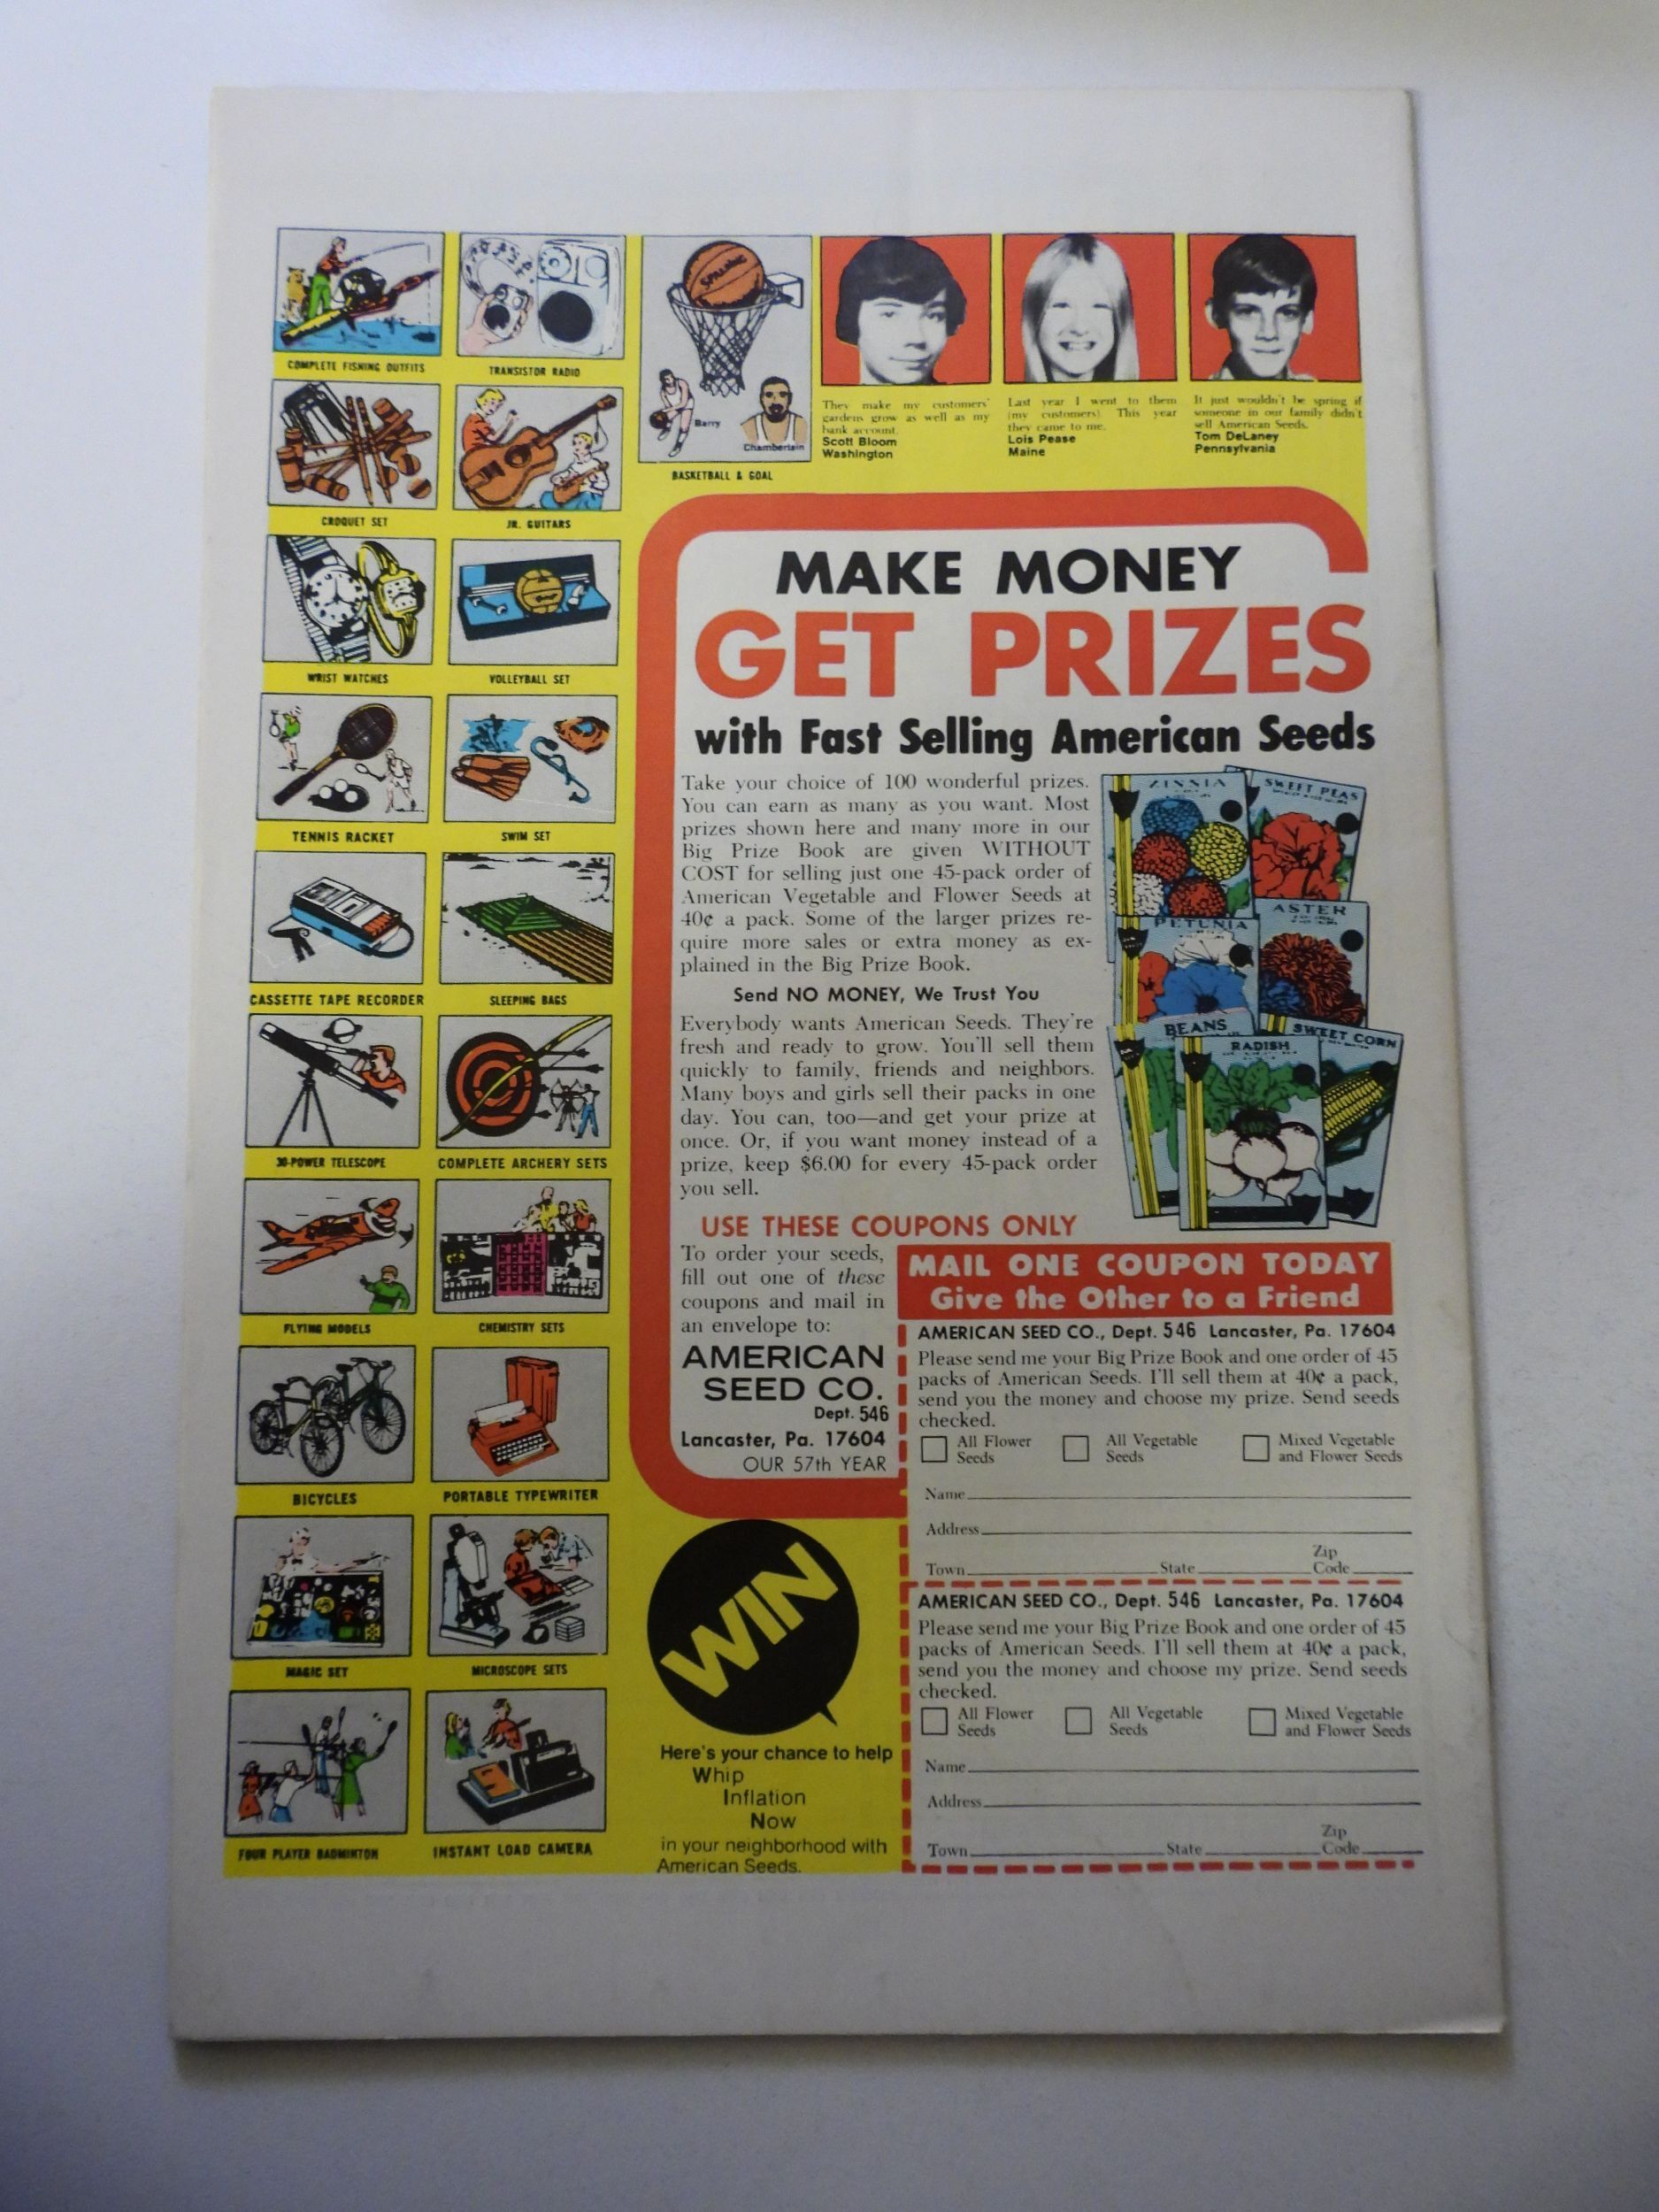 COMPLETE FISHING OUTFITS
TRANSISTOR RADIO
SPALDING
Barry
Chamberlain
BASKETBALL & GOAL
CROQUET SET
JR. GUITARS
WRIST WATCHES
VOLLEYBALL SET
TENNIS RACKET
SWIM SET
CASSETTE TAPE RECORDER
SLEEPING BAGS
30-POWER TELESCOPE
COMPLETE ARCHERY SETS
FLYING MODELS
CHEMISTRY SETS
BICYCLES
PORTABLE TYPEWRITER
MAGIC SET
MICROSCOPE SETS
FOUR PLAYER BADMINTON
INSTANT LOAD CAMERA
They make my customers'
gardens grow as well as my
bank account.
Scott Bloom
Washington
Last year I went to them
(my customers). This year
they came to me.
Lois Pease
Maine
It just wouldn't be spring if
someone in our family didn't
sell American Seeds.
Tom DeLaney
Pennsylvania
MAKE MONEY
GET PRIZES
with Fast Selling American Seeds
Take your choice of 100 wonderful prizes.
You can earn as many as you want. Most
prizes shown here and many more in our
Big Prize Book are given WITHOUT
COST for selling just one 45-pack order of
American Vegetable and Flower Seeds at
40¢ a pack. Some of the larger prizes re-
quire more sales or extra money as ex-
plained in the Big Prize Book.
Send NO MONEY, We Trust You
Everybody wants American Seeds. They're
fresh and ready to grow. You'll sell them
quickly to family, friends and neighbors.
Many boys and girls sell their packs in one
day. You can, too—and get your prize at
once. Or, if you want money instead of a
prize, keep $6.00 for every 45-pack order
you sell.
ZINNIA
SWEET PEAS
PETUNIA
ASTER
BEANS
RADISH
SWEET CORN
USE THESE COUPONS ONLY
To order your seeds,
fill out one of these
coupons and mail in
an envelope to:
AMERICAN
SEED CO.
Dept. 546
Lancaster, Pa. 17604
OUR 57th YEAR
MAIL ONE COUPON TODAY
Give the Other to a Friend
AMERICAN SEED CO., Dept. 546 Lancaster, Pa. 17604
Please send me your Big Prize Book and one order of 45
packs of American Seeds. I'll sell them at 40¢ a pack,
send you the money and choose my prize. Send seeds
checked.
All Flower
Seeds
All Vegetable
Seeds
Mixed Vegetable
and Flower Seeds
Name
Address
Town State Zip Code
AMERICAN SEED CO., Dept. 546 Lancaster, Pa. 17604
Please send me your Big Prize Book and one order of 45
packs of American Seeds. I'll sell them at 40¢ a pack,
send you the money and choose my prize. Send seeds
checked.
All Flower
Seeds
All Vegetable
Seeds
Mixed Vegetable
and Flower Seeds
Name
Address
Town State Zip Code
WIN
Here's your chance to help
Whip
Inflation
Now
in your neighborhood with
American Seeds.